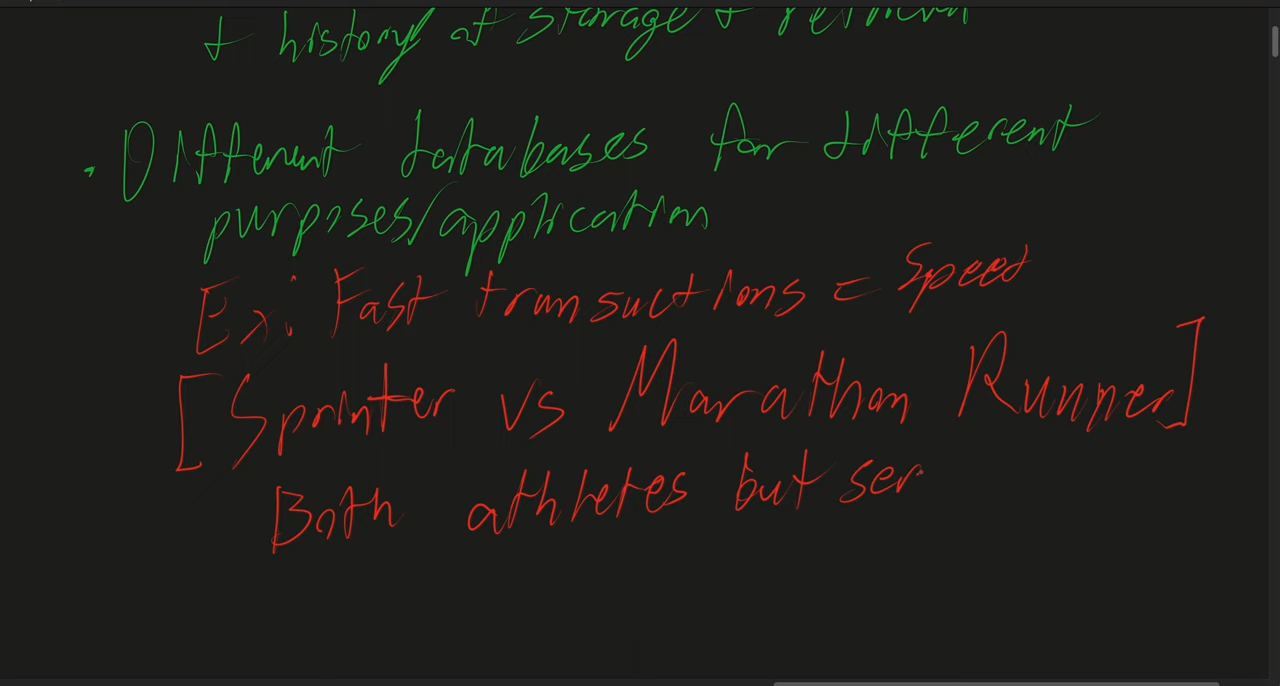 + history of storage + retrieval
• Different databases for different
purposes/application
Ex: Fast transuctions = Speed
[Sprinter vs Marathon Runner]
Both athletes but ser